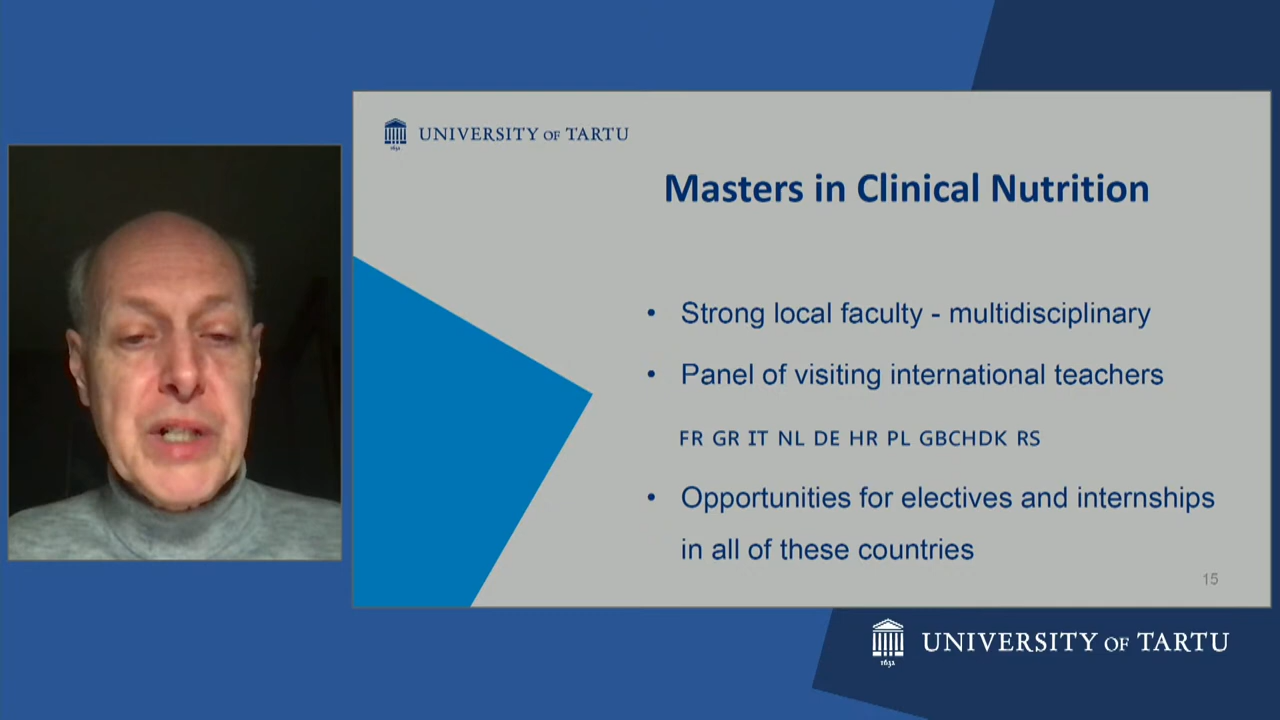 UNIVERSITY OF TARTU
1632
Masters in Clinical Nutrition
• Strong local faculty - multidisciplinary
• Panel of visiting international teachers
FR GR IT NL DE HR PL GBCHDK RS
• Opportunities for electives and internships
in all of these countries
15
UNIVERSITY OF TARTU
1632